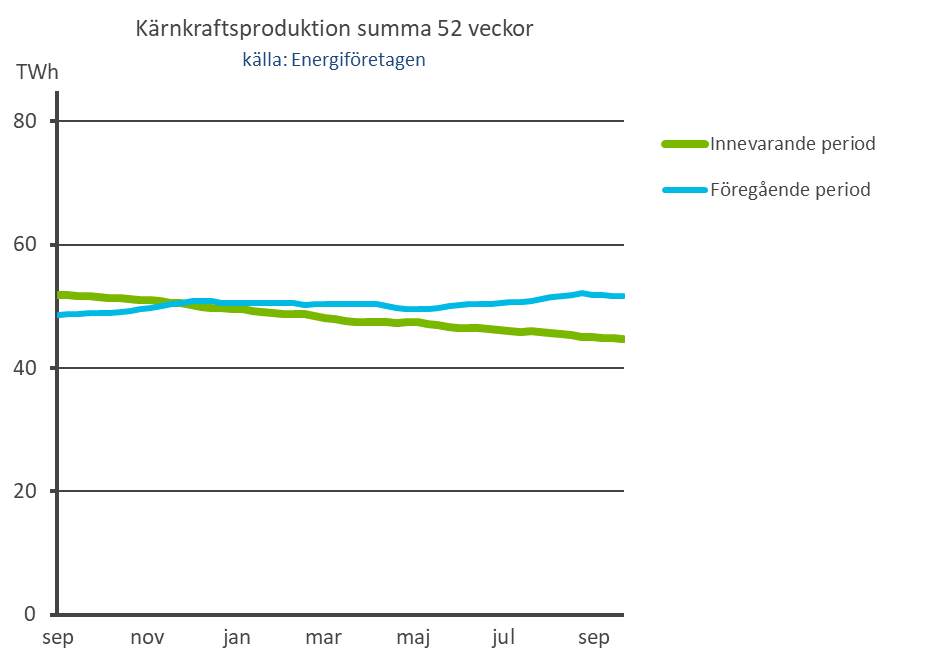 Kärnkraftsproduktion summa 52 veckor
källa: Energiföretagen
TWh
80
60
40
20
0
sep nov jan mar maj jul sep
Innevarande period
Föregående period